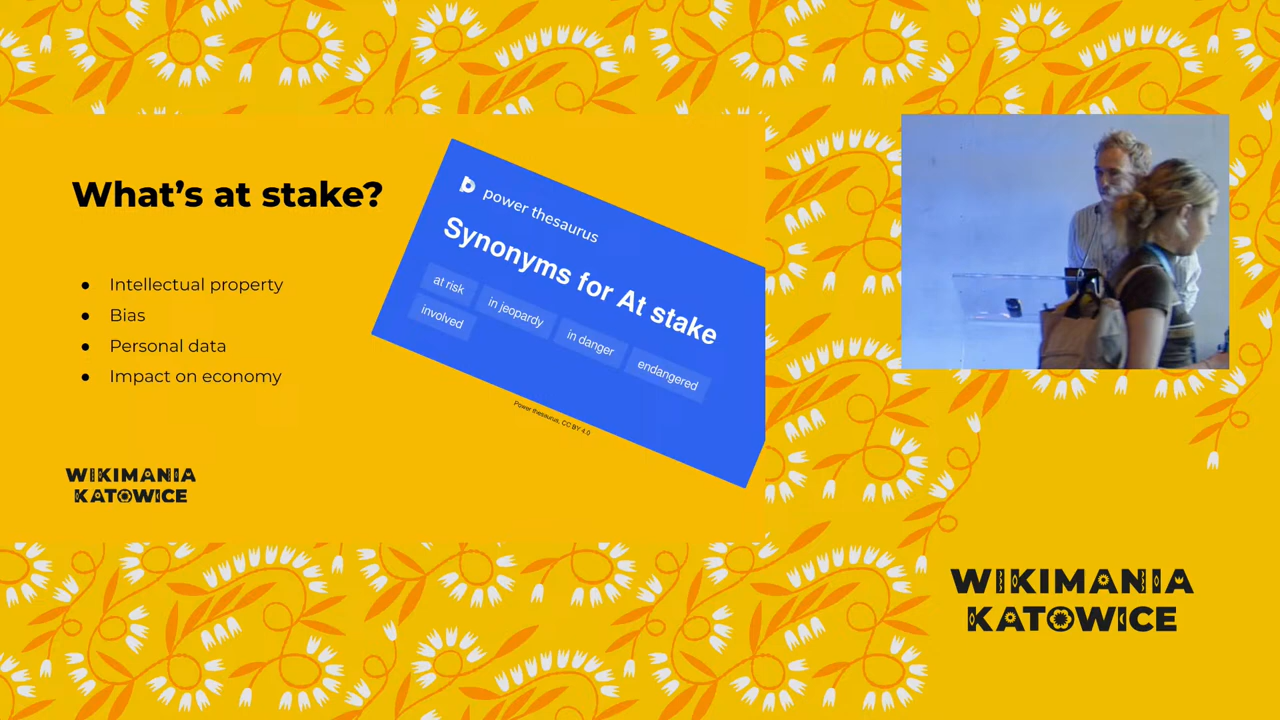 What's at stake?
● Intellectual property
● Bias
● Personal data
● Impact on economy
power thesaurus
Synonyms for At stake
at risk
in jeopardy
in danger
endangered
involved
Power thesaurus, CC BY 4.0
WIKIMANIA
KATOWICE
WIKIMANIA
KATOWICE